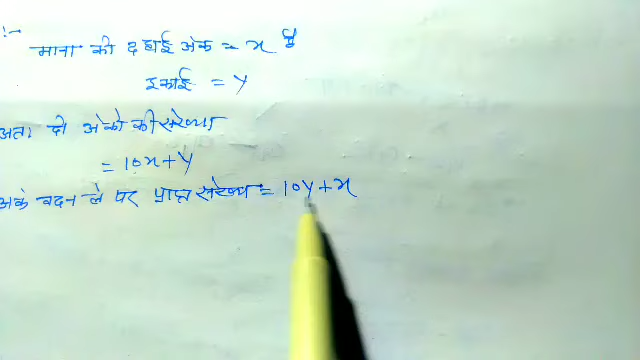 :-
माना की दहाई अंक = x है
इकाई = y
अतः दो अंको की संख्या
= 10x + y
अंक बदल ने पर प्राप्त संख्या = 10y + x